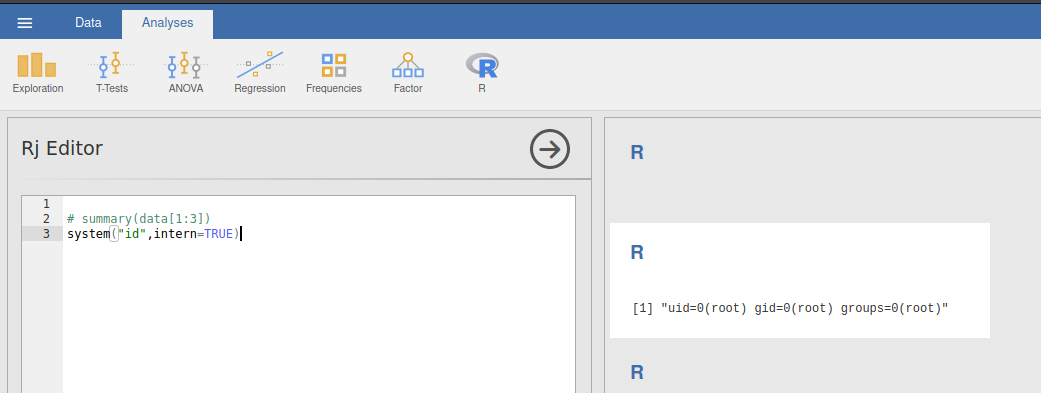 Data Analyses
Exploration T-Tests ANOVA Regression Frequencies Factor R
Rj Editor
1
2 # summary(data[1:3])
3 system("id",intern=TRUE)
R
R
[1] "uid=0(root) gid=0(root) groups=0(root)"
R